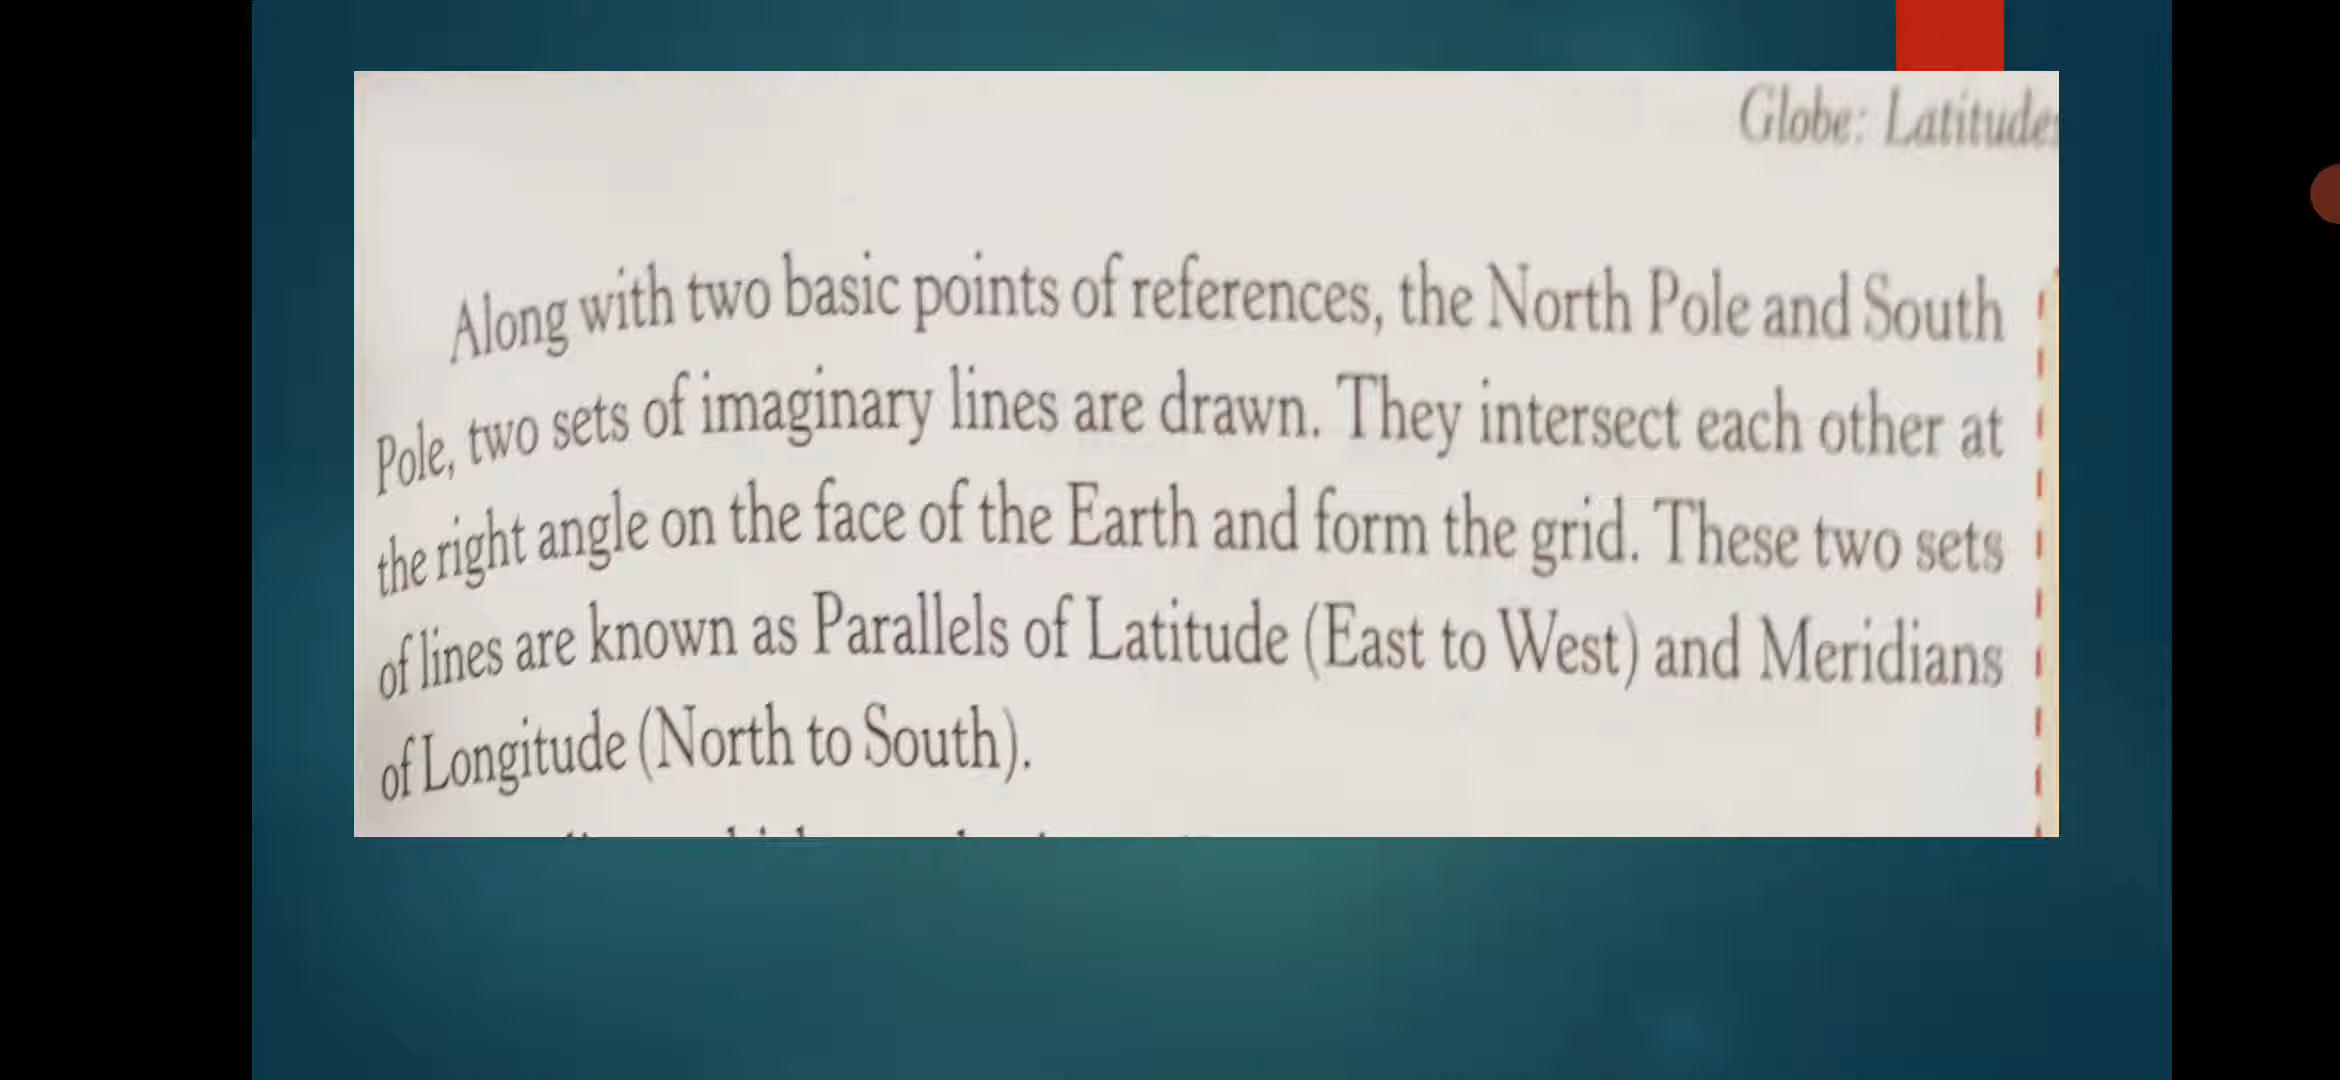 Globe: Latitude
Along with two basic points of references, the North Pole and South
Pole, two sets of imaginary lines are drawn. They intersect each other at
the right angle on the face of the Earth and form the grid. These two sets
of lines are known as Parallels of Latitude (East to West) and Meridians
of Longitude (North to South).